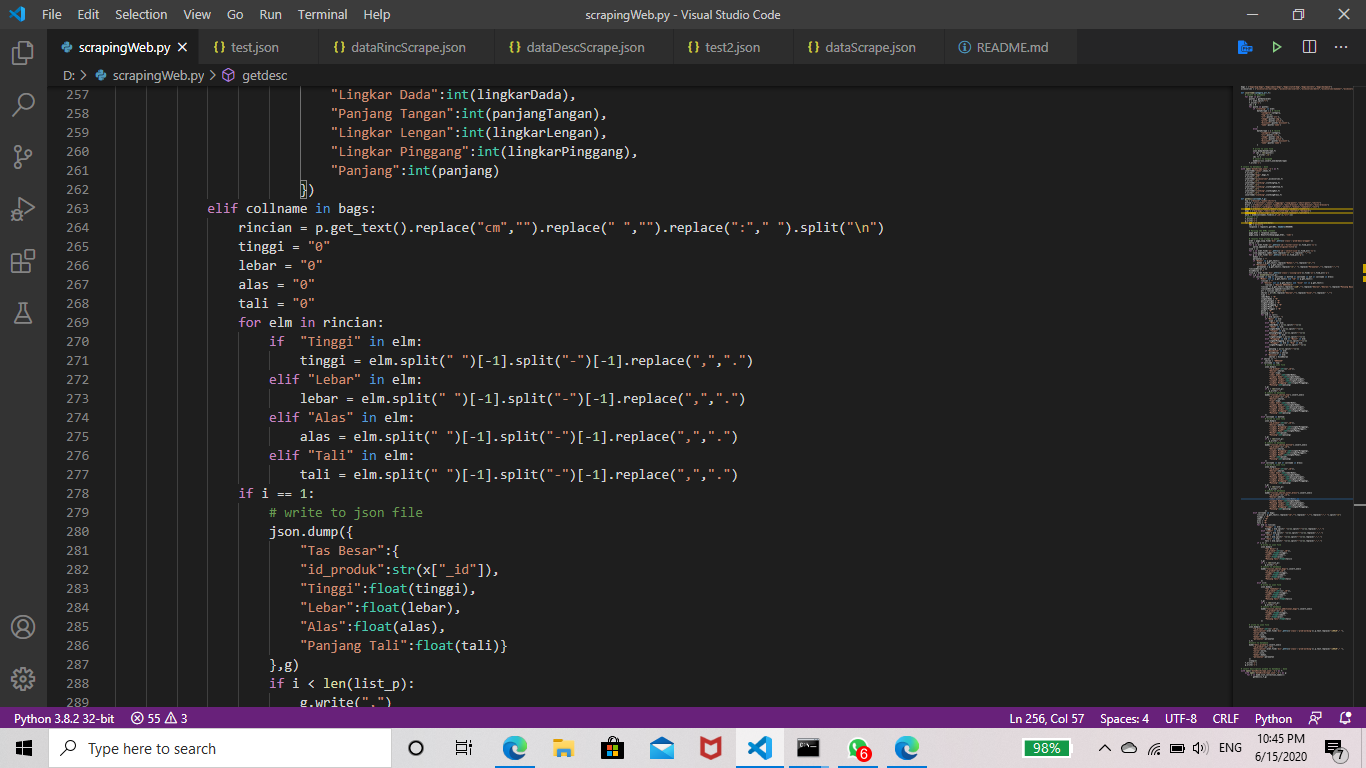 File Edit Selection View Go Run Terminal Help scrapingWeb.py - Visual Studio Code
scrapingWeb.py test.json dataRincScrape.json dataDescScrape.json test2.json dataScrape.json README.md
D: > scrapingWeb.py > getdesc
257 "Lingkar Dada":int(lingkarDada),
258 "Panjang Tangan":int(panjangTangan),
259 "Lingkar Lengan":int(lingkarLengan),
260 "Lingkar Pinggang":int(lingkarPinggang),
261 "Panjang":int(panjang)
262 })
263 elif collname in bags:
264 rincian = p.get_text().replace("cm","").replace(" ","").replace(":"," ").split("\n")
265 tinggi = "0"
266 lebar = "0"
267 alas = "0"
268 tali = "0"
269 for elm in rincian:
270 if  "Tinggi" in elm:
271 tinggi = elm.split(" ")[-1].split("-")[-1].replace(",",".")
272 elif "Lebar" in elm:
273 lebar = elm.split(" ")[-1].split("-")[-1].replace(",",".")
274 elif "Alas" in elm:
275 alas = elm.split(" ")[-1].split("-")[-1].replace(",",".")
276 elif "Tali" in elm:
277 tali = elm.split(" ")[-1].split("-")[-1].replace(",",".")
278 if i == 1:
279 # write to json file
280 json.dump({
281 "Tas Besar":{
282 "id_produk":str(x["_id"]),
283 "Tinggi":float(tinggi),
284 "Lebar":float(lebar),
285 "Alas":float(alas),
286 "Panjang Tali":float(tali)}
287 },g)
288 if i < len(list_p):
289 g.write(",")
Python 3.8.2 32-bit 55 3 Ln 256, Col 57 Spaces: 4 UTF-8 CRLF Python
Type here to search 6 98% ENG 10:45 PM 7
6/15/2020